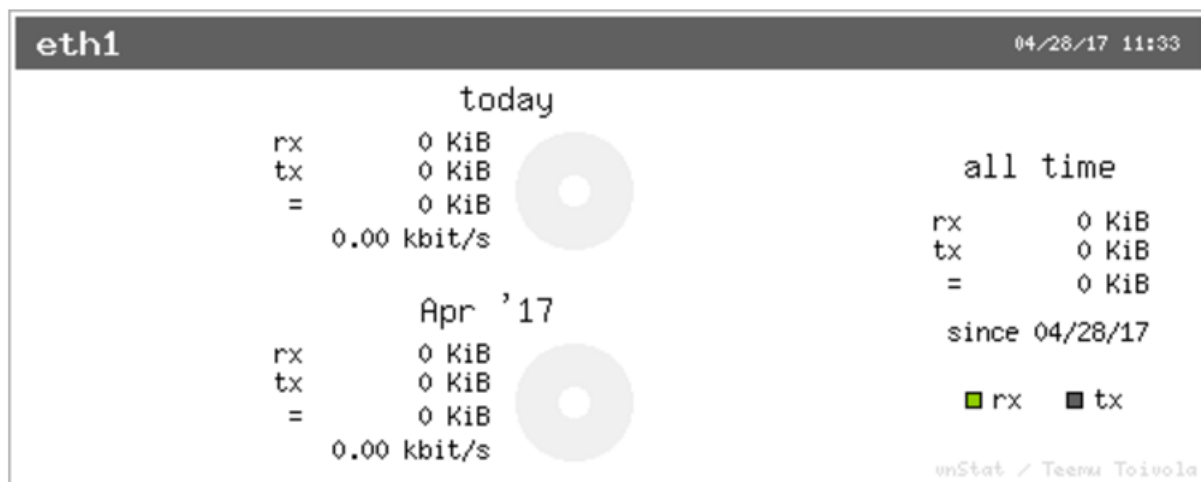 eth1 04/28/17 11:33
today
rx 0 KiB
tx 0 KiB
= 0 KiB
0.00 kbit/s
Apr '17
rx 0 KiB
tx 0 KiB
= 0 KiB
0.00 kbit/s
all time
rx 0 KiB
tx 0 KiB
= 0 KiB
since 04/28/17
rx tx
vnStat / Teemu Toivola